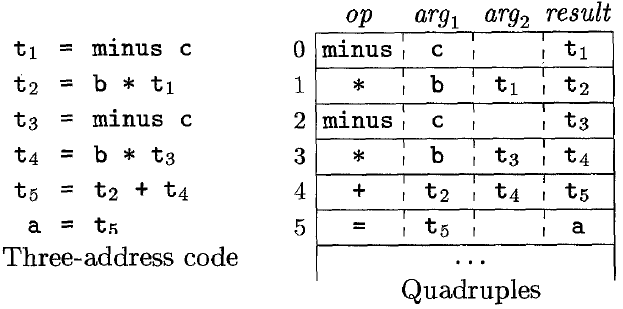 op arg₁ arg₂ result
t₁ = minus c 0 minus c t₁
t₂ = b * t₁ 1 * b t₁ t₂
t₃ = minus c 2 minus c t₃
t₄ = b * t₃ 3 * b t₃ t₄
t₅ = t₂ + t₄ 4 + t₂ t₄ t₅
a = t₅ 5 = t₅ a
Three-address code ...
Quadruples